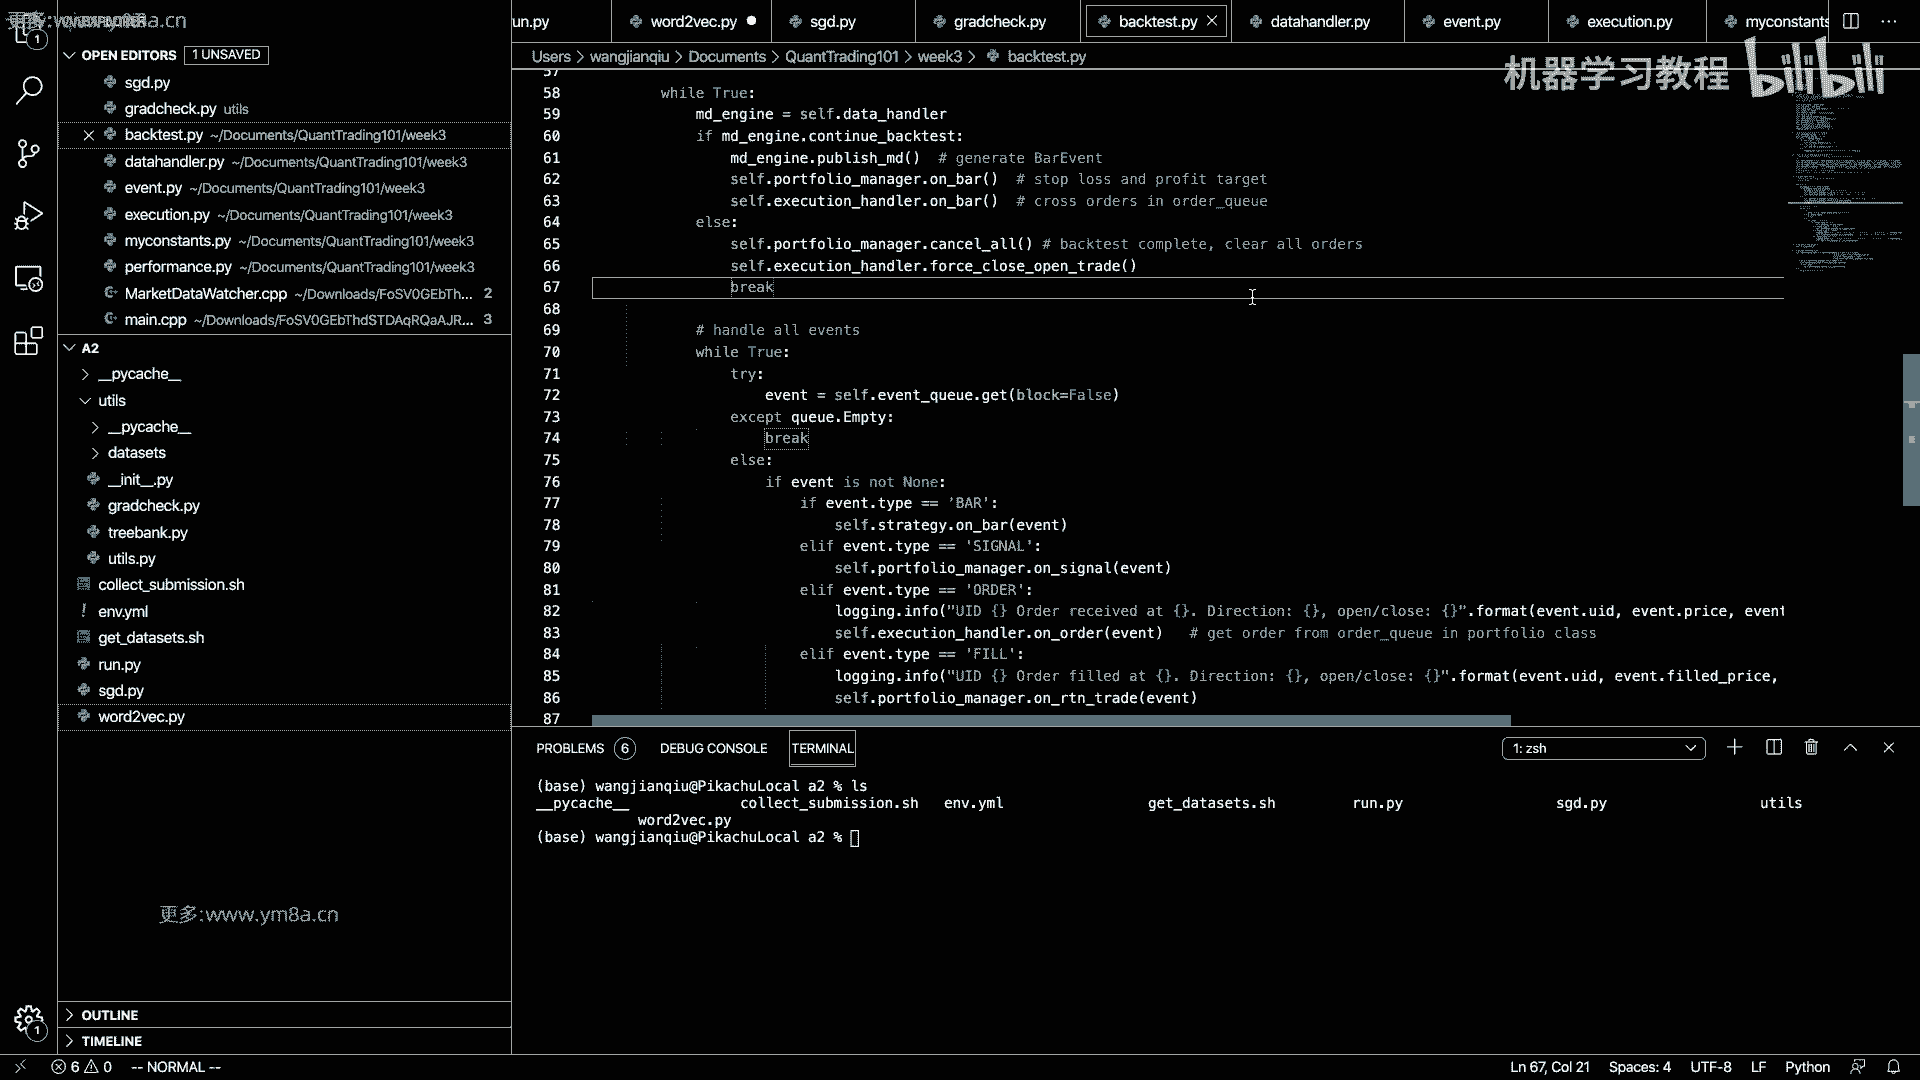 un.py
word2vec.py
sgd.py
gradcheck.py
backtest.py
datahandler.py
event.py
execution.py
myconstants
Users > wangjianqiu > Documents > QuantTrading101 > week3 > backtest.py
机器学习教程 bilibili
1
OPEN EDITORS 1 UNSAVED
sgd.py
gradcheck.py utils
backtest.py ~/Documents/QuantTrading101/week3
datahandler.py ~/Documents/QuantTrading101/week3
event.py ~/Documents/QuantTrading101/week3
execution.py ~/Documents/QuantTrading101/week3
myconstants.py ~/Documents/QuantTrading101/week3
performance.py ~/Documents/QuantTrading101/week3
MarketDataWatcher.cpp ~/Downloads/FoSV0GEbTh... 2
main.cpp ~/Downloads/FoSV0GEbThdSTDAqRQaAJR... 3
A2
__pycache__
utils
__pycache__
datasets
__init__.py
gradcheck.py
treebank.py
utils.py
collect_submission.sh
! env.yml
get_datasets.sh
run.py
sgd.py
word2vec.py
更多:www.ym8a.cn
OUTLINE
TIMELINE
1
57
58 while True:
59 md_engine = self.data_handler
60 if md_engine.continue_backtest:
61 md_engine.publish_md() # generate BarEvent
62 self.portfolio_manager.on_bar() # stop loss and profit target
63 self.execution_handler.on_bar() # cross orders in order_queue
64 else:
65 self.portfolio_manager.cancel_all() # backtest complete, clear all orders
66 self.execution_handler.force_close_open_trade()
67 break
68
69 # handle all events
70 while True:
71 try:
72 event = self.event_queue.get(block=False)
73 except queue.Empty:
74 break
75 else:
76 if event is not None:
77 if event.type == 'BAR':
78 self.strategy.on_bar(event)
79 elif event.type == 'SIGNAL':
80 self.portfolio_manager.on_signal(event)
81 elif event.type == 'ORDER':
82 logging.info("UID {} Order received at {}. Direction: {}, open/close: {}".format(event.uid, event.price, event
83 self.execution_handler.on_order(event) # get order from order_queue in portfolio class
84 elif event.type == 'FILL':
85 logging.info("UID {} Order filled at {}. Direction: {}, open/close: {}".format(event.uid, event.filled_price,
86 self.portfolio_manager.on_rtn_trade(event)
87
PROBLEMS 6 DEBUG CONSOLE TERMINAL 1: zsh
(base) wangjianqiu@PikachuLocal a2 % ls
__pycache__ collect_submission.sh env.yml get_datasets.sh run.py sgd.py utils
word2vec.py
(base) wangjianqiu@PikachuLocal a2 %
6 0 -- NORMAL --
Ln 67, Col 21 Spaces: 4 UTF-8 LF Python